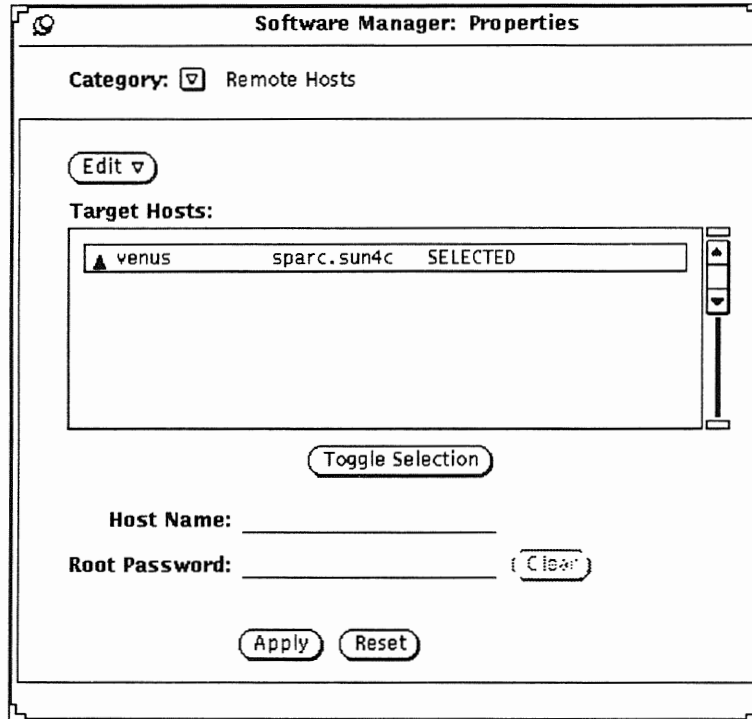 Software Manager: Properties
Category: Remote Hosts
Edit
Target Hosts:
venus sparc.sun4c SELECTED
Toggle Selection
Host Name:
Root Password: Clear
Apply Reset